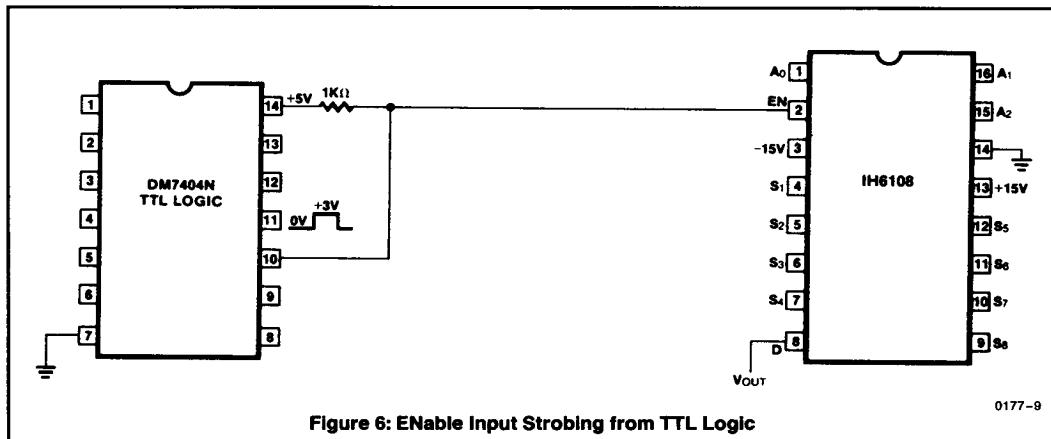 1
2
3
4
5
6
7
14
13
12
11
10
9
8
DM7404N
TTL LOGIC
+5V
1KΩ
0V
+3V
A0 1
EN 2
-15V 3
S1 4
S2 5
S3 6
S4 7
D 8
VOUT
IH6108
16 A1
15 A2
14
13 +15V
12 S5
11 S6
10 S7
9 S8
0177-9
Figure 6: ENable Input Strobing from TTL Logic